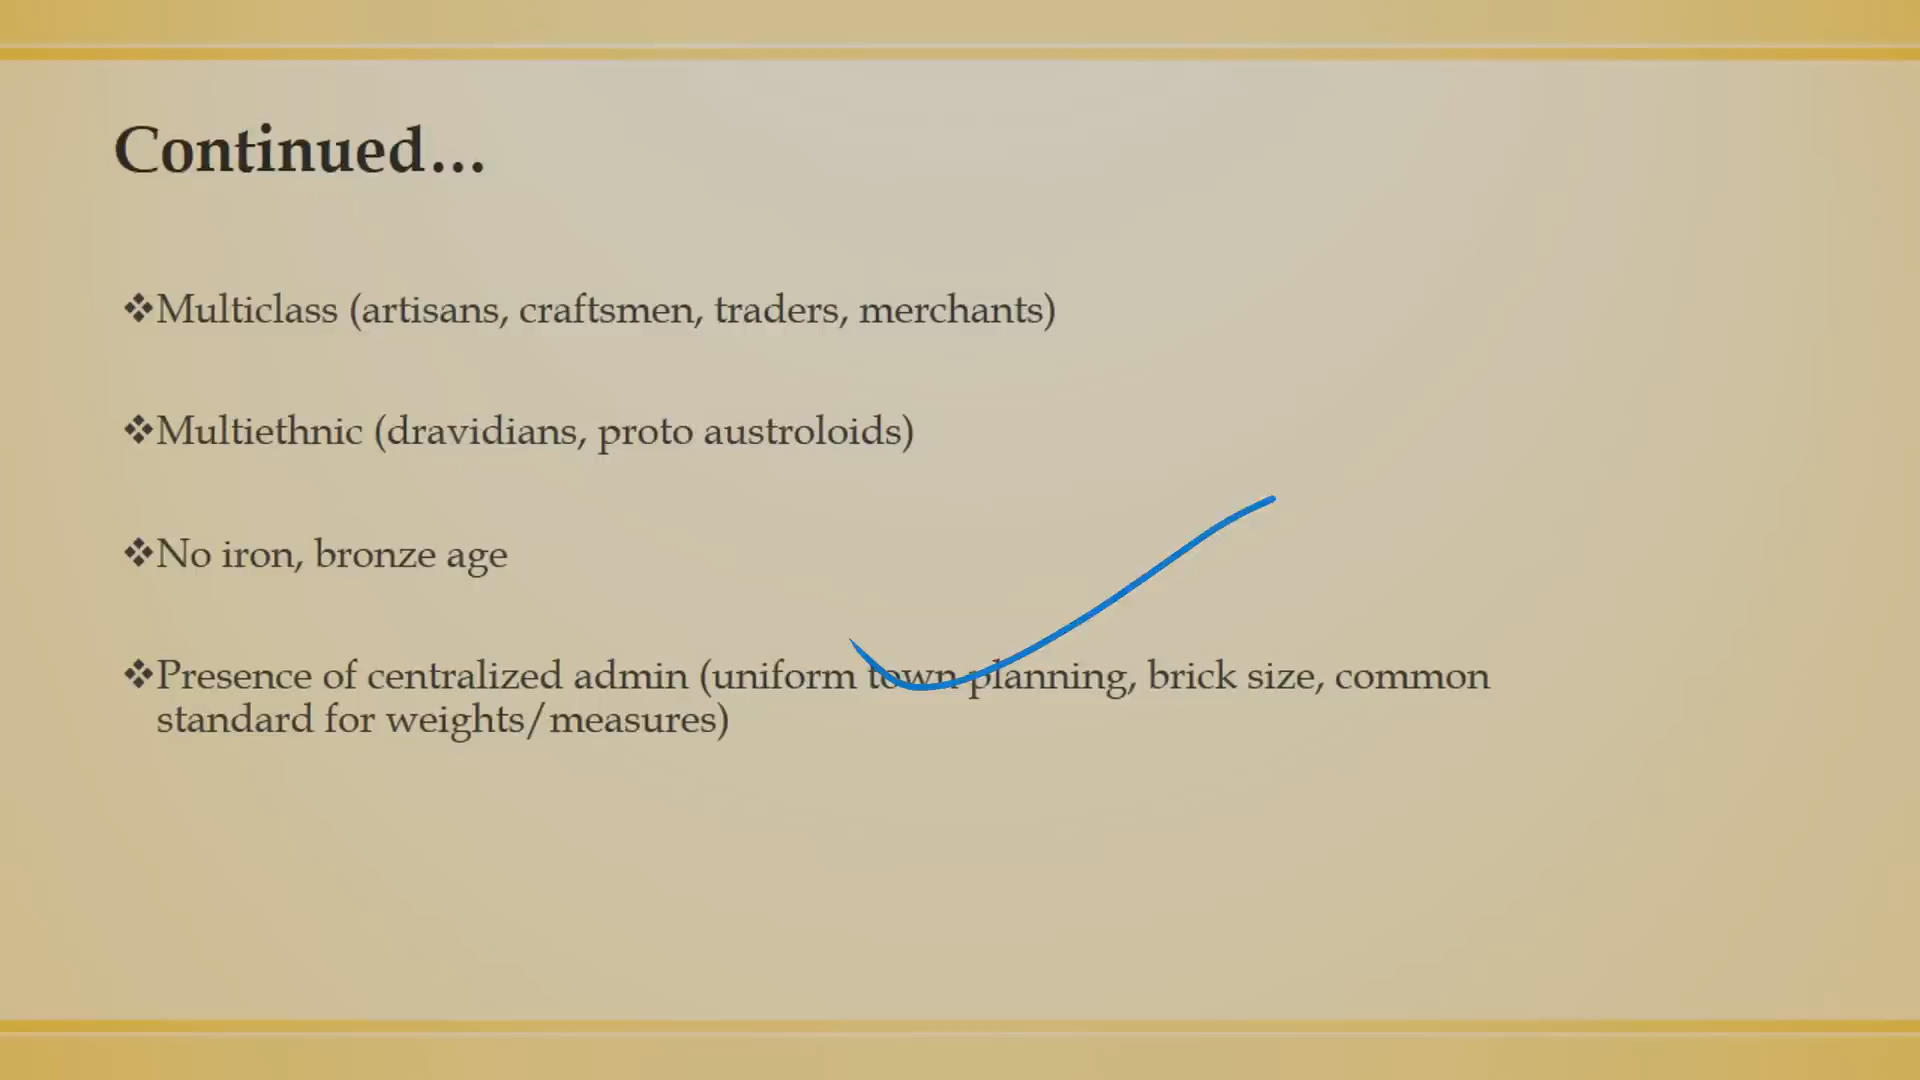 Continued...
❖Multiclass (artisans, craftsmen, traders, merchants)
❖Multiethnic (dravidians, proto austroloids)
❖No iron, bronze age
❖Presence of centralized admin (uniform town planning, brick size, common
standard for weights/measures)